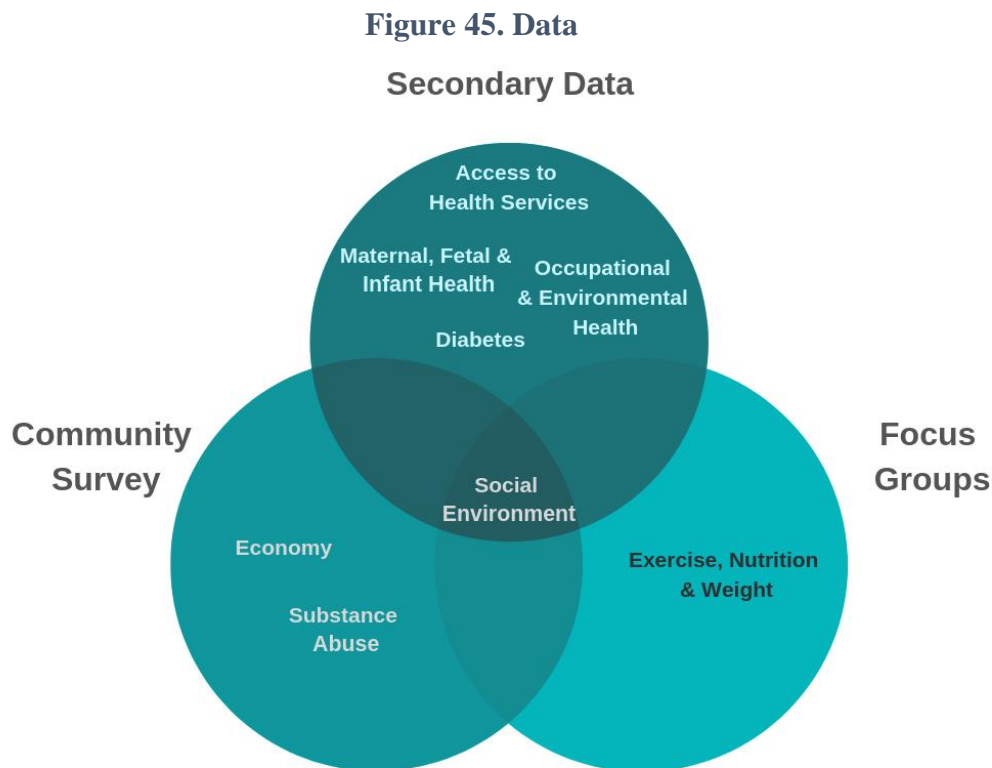 Figure 45. Data
Secondary Data
Access to
Health Services
Maternal, Fetal &
Infant Health
Occupational
& Environmental
Health
Diabetes
Community
Survey
Focus
Groups
Social
Environment
Economy
Substance
Abuse
Exercise, Nutrition
& Weight